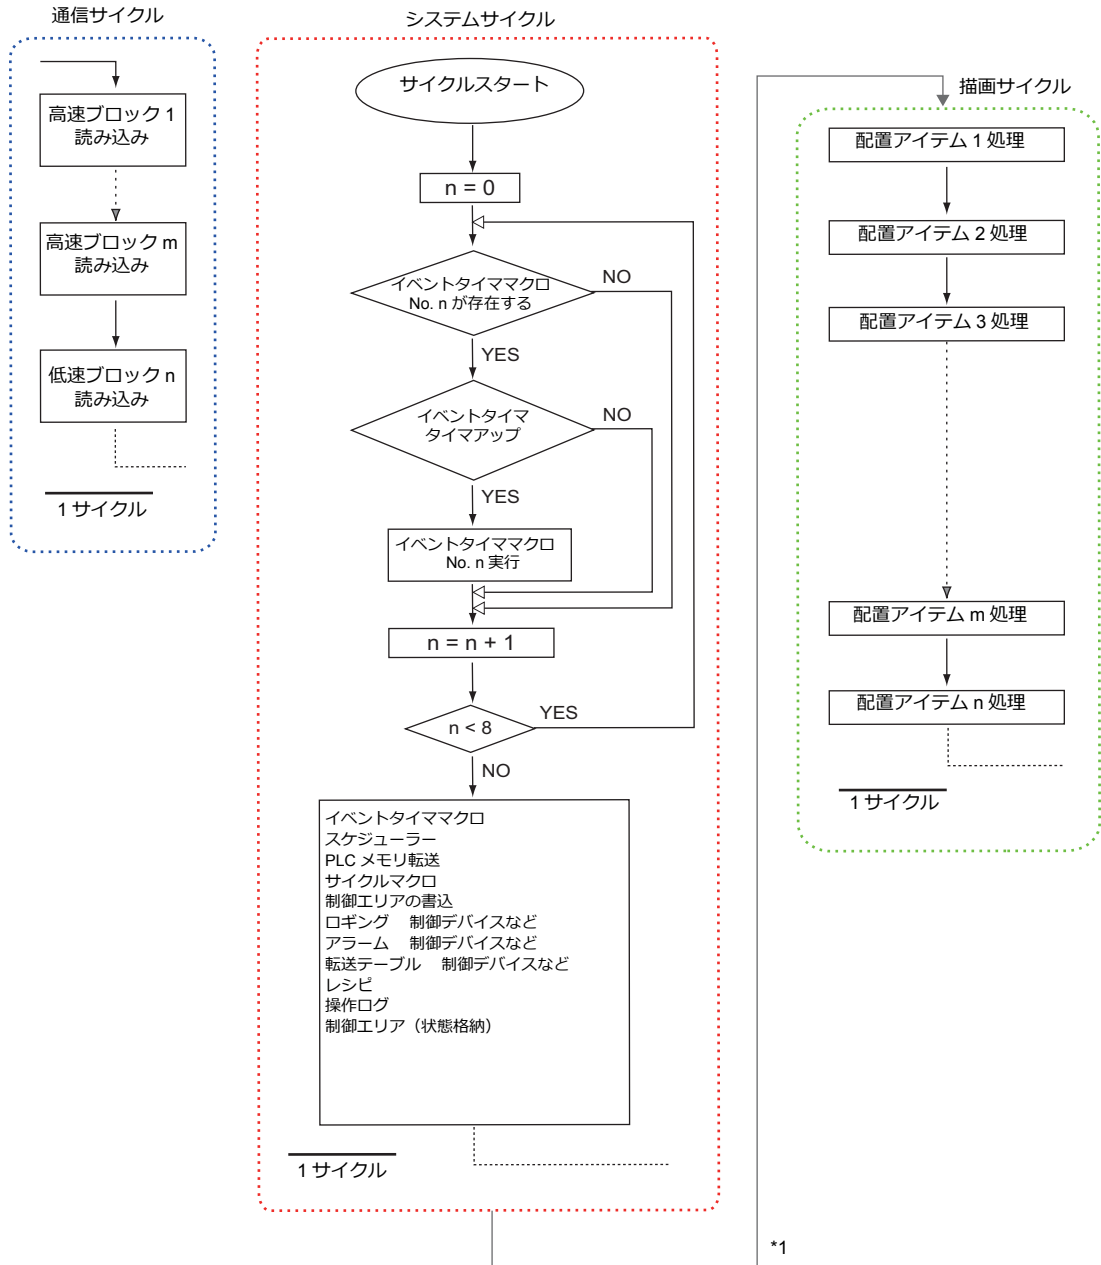 通信サイクル
高速ブロック 1
読み込み
高速ブロック m
読み込み
低速ブロック n
読み込み
1 サイクル
システムサイクル
サイクルスタート
n = 0
イベントタイママクロ
No. n が存在する
NO
YES
イベントタイマ
タイマアップ
NO
YES
イベントタイママクロ
No. n 実行
n = n + 1
n < 8
YES
NO
イベントタイママクロ
スケジューラー
PLC メモリ転送
サイクルマクロ
制御エリアの書込
ロギング 制御デバイスなど
アラーム 制御デバイスなど
転送テーブル 制御デバイスなど
レシピ
操作ログ
制御エリア（状態格納）
1 サイクル
描画サイクル
配置アイテム 1 処理
配置アイテム 2 処理
配置アイテム 3 処理
配置アイテム m 処理
配置アイテム n 処理
1 サイクル
*1